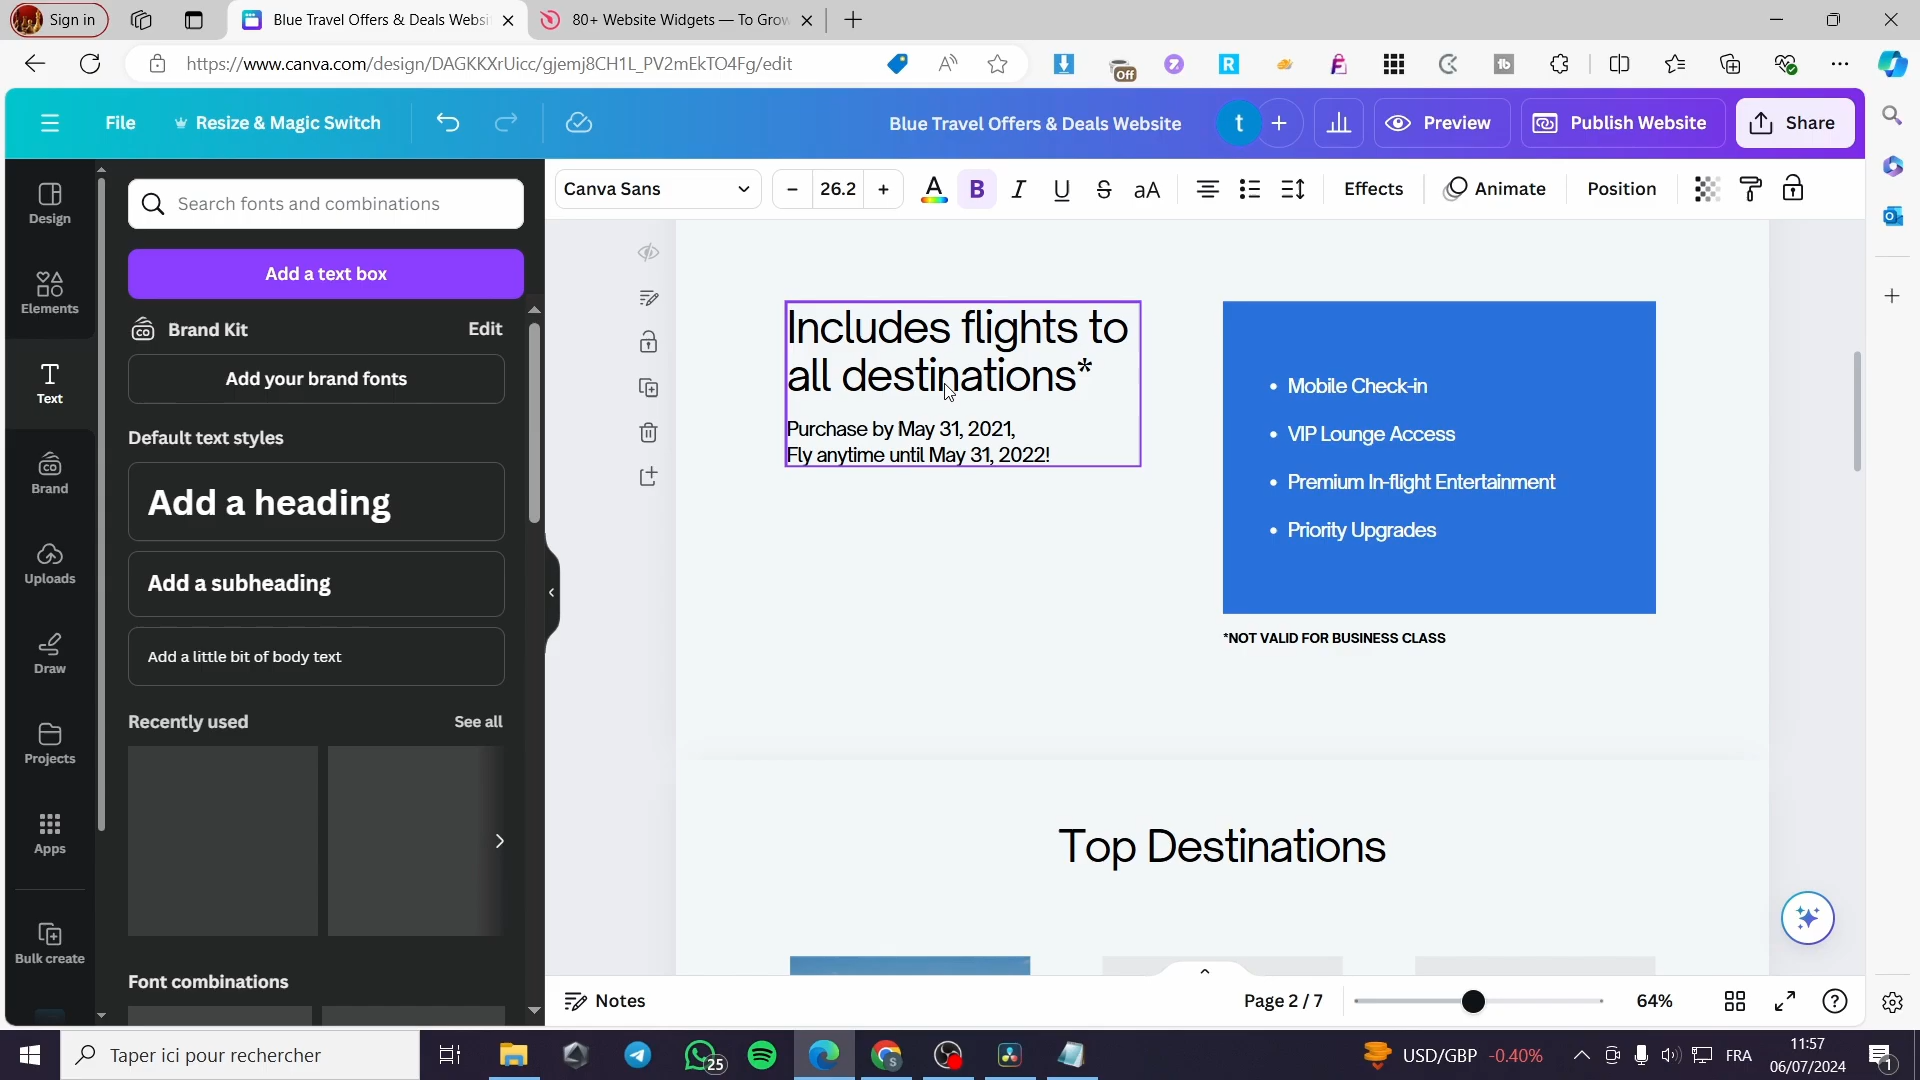 Sign in
Blue Travel Offers & Deals Websi
80+ Website Widgets — To Grow
https://www.canva.com/design/DAGKKXrUicc/gjemj8CH1L_PV2mEkTO4Fg/edit
Off
File
Resize & Magic Switch
Blue Travel Offers & Deals Website
t
Preview
Publish Website
Share
Design
Elements
Text
Brand
Uploads
Draw
Projects
Apps
Bulk create
Search fonts and combinations
Add a text box
Brand Kit
Edit
Add your brand fonts
Default text styles
Add a heading
Add a subheading
Add a little bit of body text
Recently used
See all
Font combinations
Canva Sans
26.2
A
B
I
U
S
aA
Effects
Animate
Position
Includes flights to
all destinations*
Purchase by May 31, 2021,
Fly anytime until May 31, 2022!
• Mobile Check-in
• VIP Lounge Access
• Premium In-flight Entertainment
• Priority Upgrades
*NOT VALID FOR BUSINESS CLASS
Top Destinations
Notes
Page 2 / 7
64%
Taper ici pour rechercher
25
USD/GBP -0.40%
FRA
11:57
06/07/2024
1